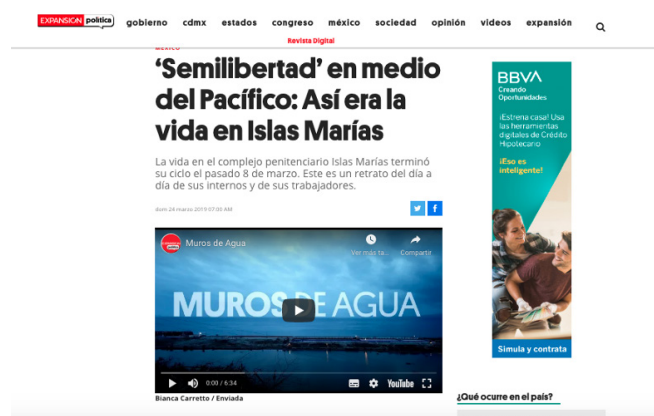 EXPANSIÓN política
gobierno cdmx estados congreso méxico sociedad opinión videos expansión
Revista Digital
MÉXICO
‘Semilibertad’ en medio
del Pacífico: Así era la
vida en Islas Marías
La vida en el complejo penitenciario Islas Marías terminó
su ciclo el pasado 8 de marzo. Este es un retrato del día a
día de sus internos y de sus trabajadores.
dom 24 marzo 2019 07:00 AM
Muros de Agua
Ver más ta...
Compartir
MUROS DE AGUA
0:00 / 6:34
YouTube
Bianca Carretto / Enviada
BBVA
Creando
Oportunidades
¡Estrena casa! Usa
las herramientas
digitales de Crédito
Hipotecario
¡Eso es
inteligente!
Simula y contrata
¿Qué ocurre en el país?